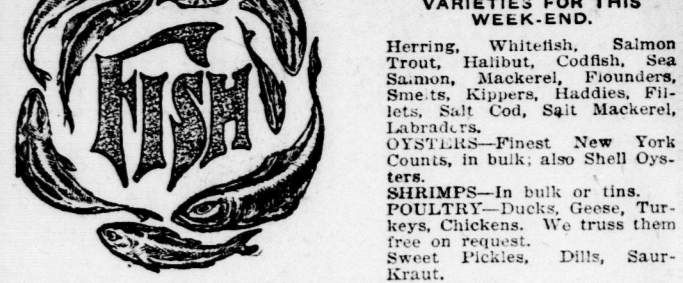 VARIETIES FOR THIS
WEEK-END.
FISH
Herring, Whitefish, Salmon
Trout, Halibut, Codfish, Sea
Salmon, Mackerel, Flounders,
Smelts, Kippers, Haddies, Fil-
lets, Salt Cod, Salt Mackerel,
Labradors.
OYSTERS—Finest New York
Counts, in bulk; also Shell Oys-
ters.
SHRIMPS—In bulk or tins.
POULTRY—Ducks, Geese, Tur-
keys, Chickens. We truss them
free on request.
Sweet Pickles, Dills, Saur-
Kraut.